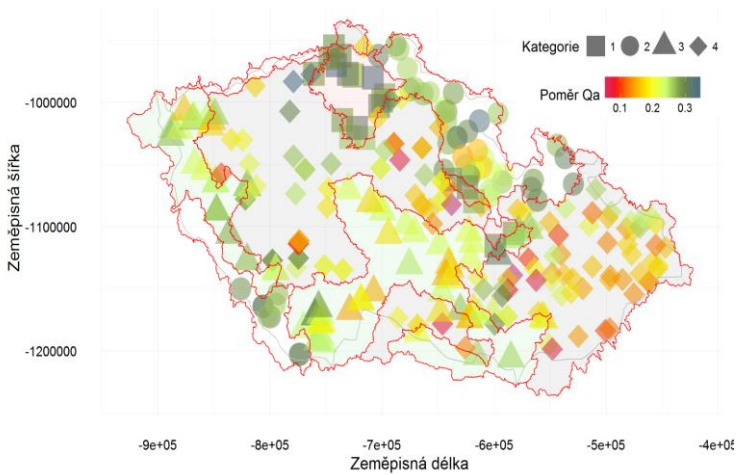 Kategorie 1 2 3 4
Poměr Qa
0.1 0.2 0.3
Zeměpisná šířka
-1000000
-1100000
-1200000
-9e+05 -8e+05 -7e+05 -6e+05 -5e+05 -4e+05
Zeměpisná délka